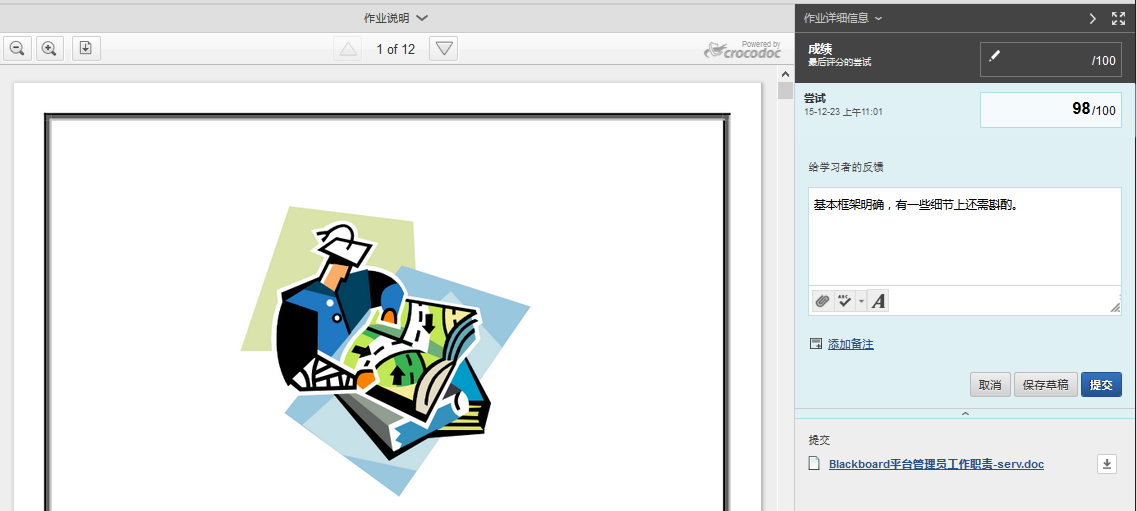 作业说明
1 of 12
Powered by
crocodoc
作业详细信息
成绩
最后评分的尝试
/100
尝试
15-12-23 上午11:01
98/100
给学习者的反馈
基本框架明确，有一些细节上还需斟酌。
ABC
A
添加备注
取消 保存草稿 提交
提交
Blackboard平台管理员工作职责-serv.doc